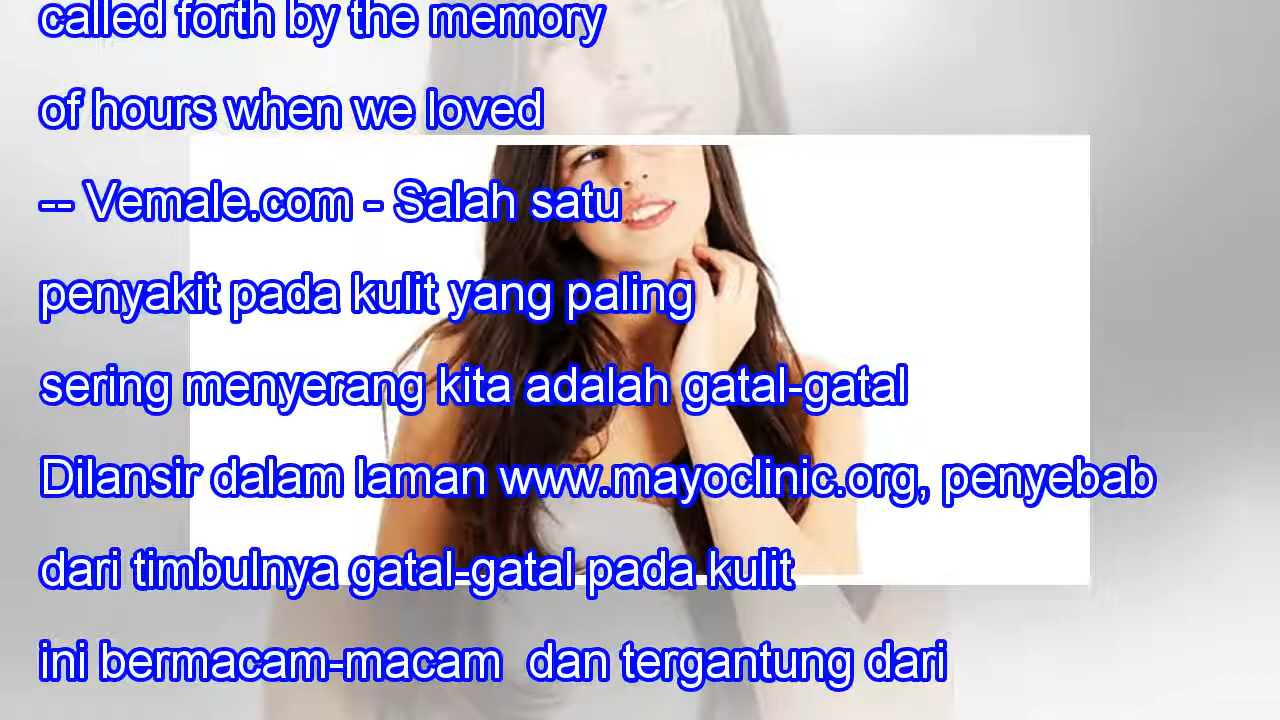 called forth by the memory
of hours when we loved
-- Vemale.com - Salah satu
penyakit pada kulit yang paling
sering menyerang kita adalah gatal-gatal
Dilansir dalam laman www.mayoclinic.org, penyebab
dari timbulnya gatal-gatal pada kulit
ini bermacam-macam  dan tergantung dari